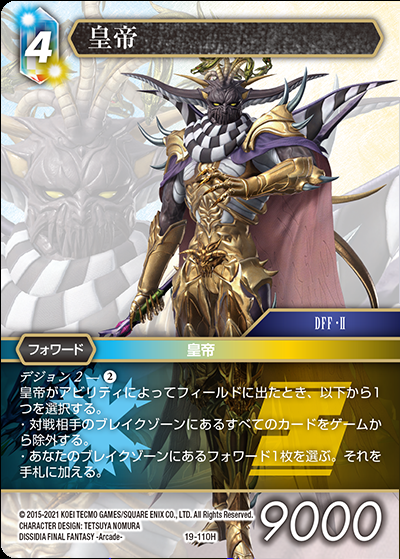 4
皇帝
DFF・II
フォワード
皇帝
デジョン2 ― 2
皇帝がアビリティによってフィールドに出たとき、以下から1
つを選択する。
・対戦相手のブレイクゾーンにあるすべてのカードをゲームか
ら除外する。
・あなたのブレイクゾーンにあるフォワード1枚を選ぶ。それを
手札に加える。
© 2015-2021 KOEI TECMO GAMES/SQUARE ENIX CO., LTD. All Rights Reserved.
CHARACTER DESIGN: TETSUYA NOMURA
DISSIDIA FINAL FANTASY -Arcade-
19-110H
9000